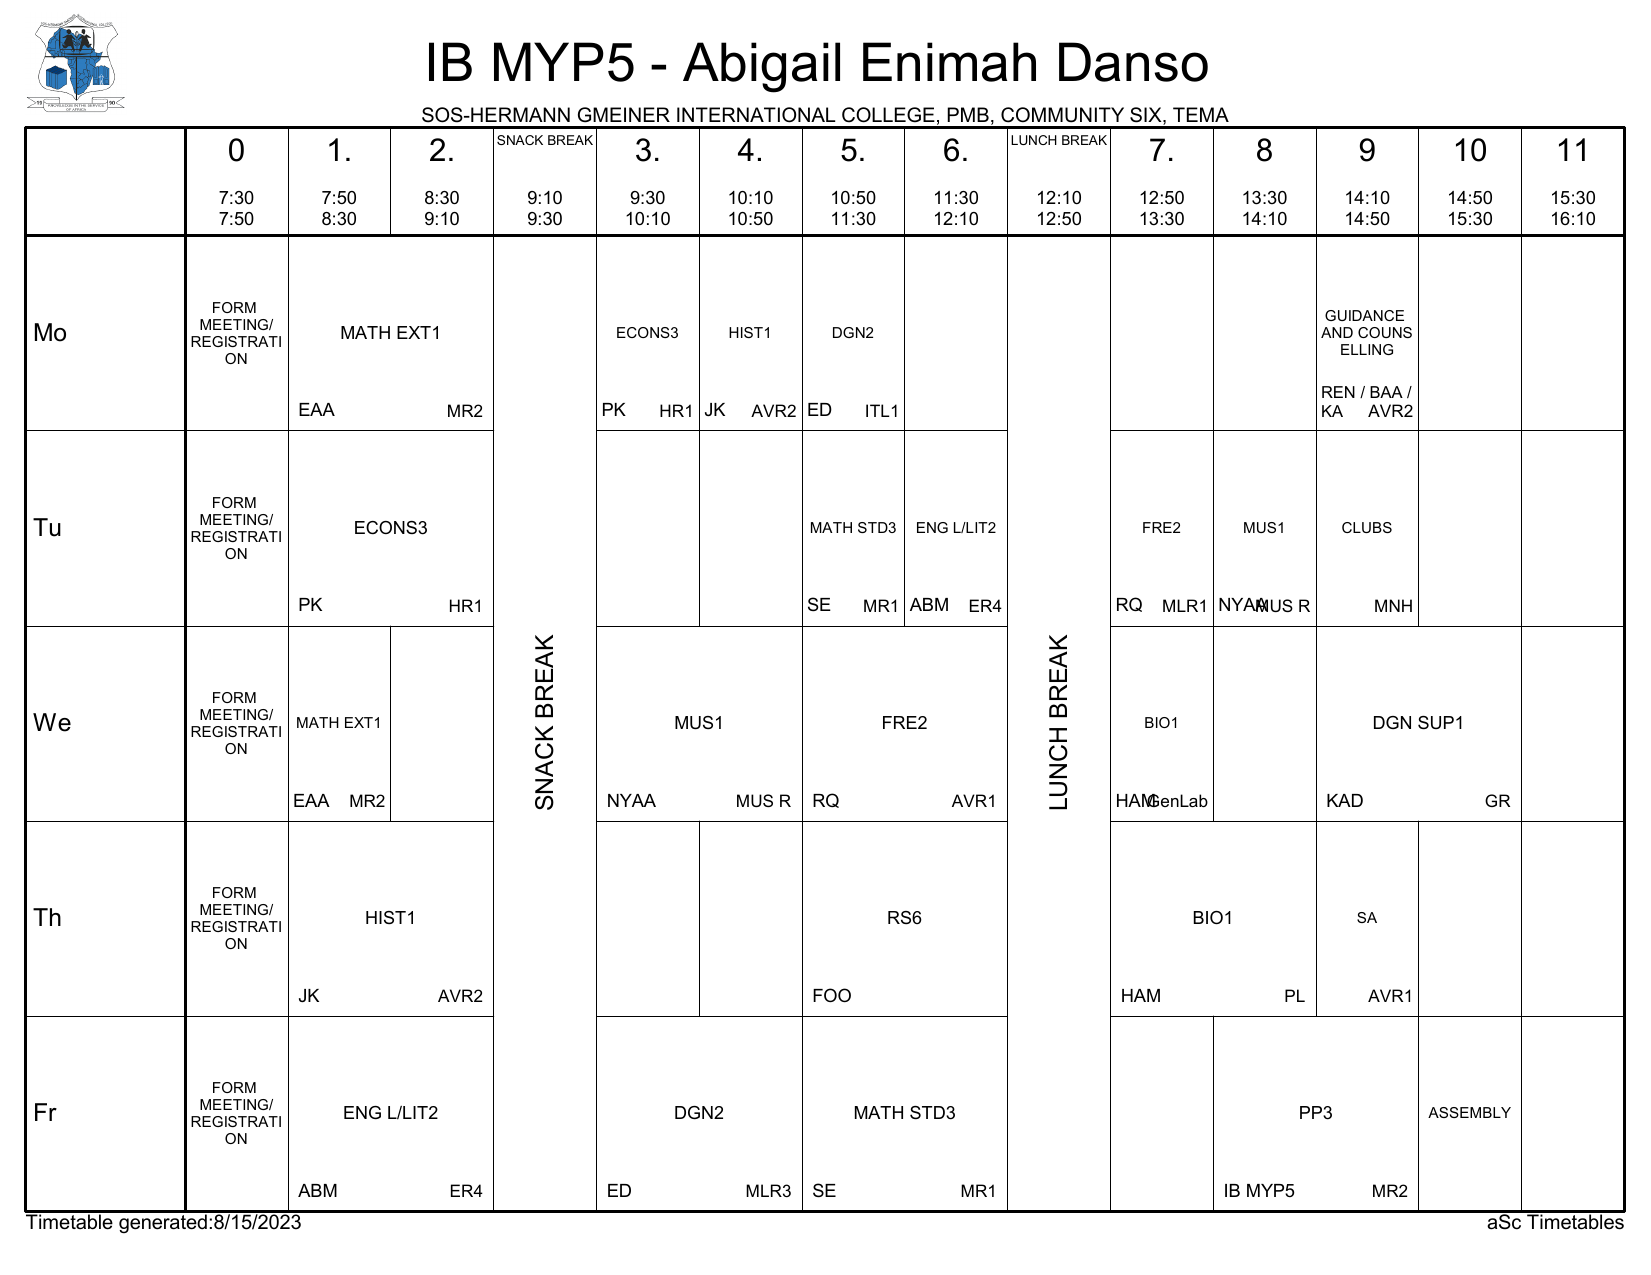 IB MYP5 - Abigail Enimah Danso
SOS-HERMANN GMEINER INTERNATIONAL COLLEGE, PMB, COMMUNITY SIX, TEMA
19 90
KNOWLEDGE IN THE SERVICE
OF AFRICA
0 1. 2. SNACK BREAK 3. 4. 5. 6. LUNCH BREAK 7. 8 9 10 11
7:30 7:50 8:30 9:10 9:30 10:10 10:50 11:30 12:10 12:50 13:30 14:10 14:50 15:30
7:50 8:30 9:10 9:30 10:10 10:50 11:30 12:10 12:50 13:30 14:10 14:50 15:30 16:10
SNACK BREAK
LUNCH BREAK
Mo
FORM
MEETING/
REGISTRATI
ON
MATH EXT1
EAA MR2
ECONS3
PK HR1
HIST1
JK AVR2
DGN2
ED ITL1
GUIDANCE
AND COUNS
ELLING
REN / BAA /
KA AVR2
Tu
FORM
MEETING/
REGISTRATI
ON
ECONS3
PK HR1
MATH STD3
SE MR1
ENG L/LIT2
ABM ER4
FRE2
RQ MLR1
MUS1
NYAA MUS R
CLUBS
MNH
We
FORM
MEETING/
REGISTRATI
ON
MATH EXT1
EAA MR2
MUS1
NYAA MUS R
FRE2
RQ AVR1
BIO1
HAM GenLab
DGN SUP1
KAD GR
Th
FORM
MEETING/
REGISTRATI
ON
HIST1
JK AVR2
RS6
FOO
BIO1
HAM PL
SA
AVR1
Fr
FORM
MEETING/
REGISTRATI
ON
ENG L/LIT2
ABM ER4
DGN2
ED MLR3
MATH STD3
SE MR1
PP3
IB MYP5 MR2
ASSEMBLY
Timetable generated:8/15/2023
aSc Timetables